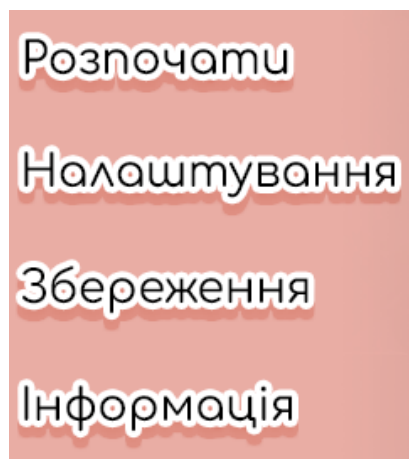 Розпочати
Налаштування
Збереження
Інформація